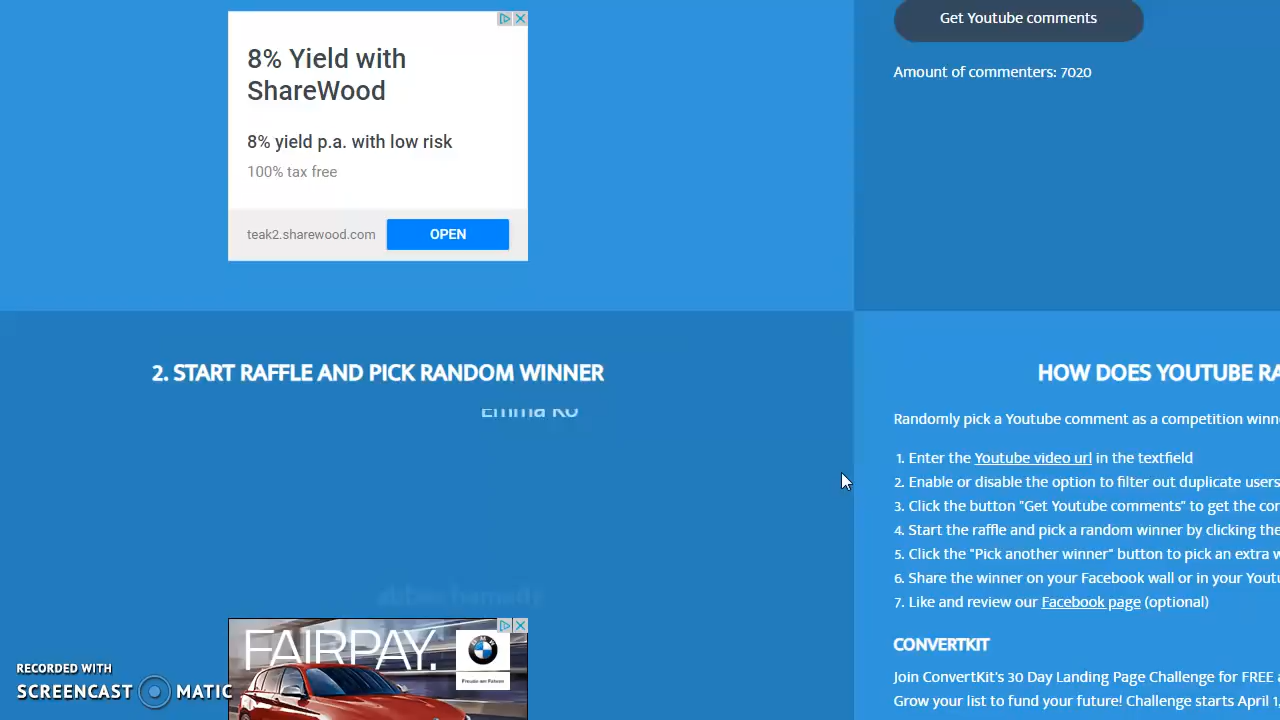 8% Yield with
ShareWood
8% yield p.a. with low risk
100% tax free
teak2.sharewood.com
OPEN
Get Youtube comments
Amount of commenters: 7020
2. START RAFFLE AND PICK RANDOM WINNER
Emma Ko
FAIRPAY.
RECORDED WITH
SCREENCAST MATIC
HOW DOES YOUTUBE
Randomly pick a Youtube comment as a competition
1. Enter the Youtube video url in the textfield
2. Enable or disable the option to filter out duplicate users
3. Click the button "Get Youtube comments" to get the
4. Start the raffle and pick a random winner by clicking the
5. Click the "Pick another winner" button to pick an extra
6. Share the winner on your Facebook wall or in your
7. Like and review our Facebook page (optional)
CONVERTKIT
Join ConvertKit's 30 Day Landing Page Challenge for FREE
Grow your list to fund your future! Challenge starts April 1,